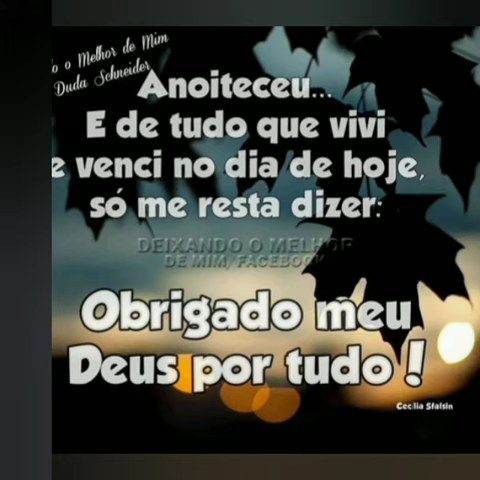 o Melhor de Mim
Duda Schneider
Anoiteceu...
E de tudo que vivi
e venci no dia de hoje,
só me resta dizer:
DEIXANDO O MELHOR
DE MIM, FACEBOOK
Obrigado meu
Deus por tudo!
Cecilia Sfalsin